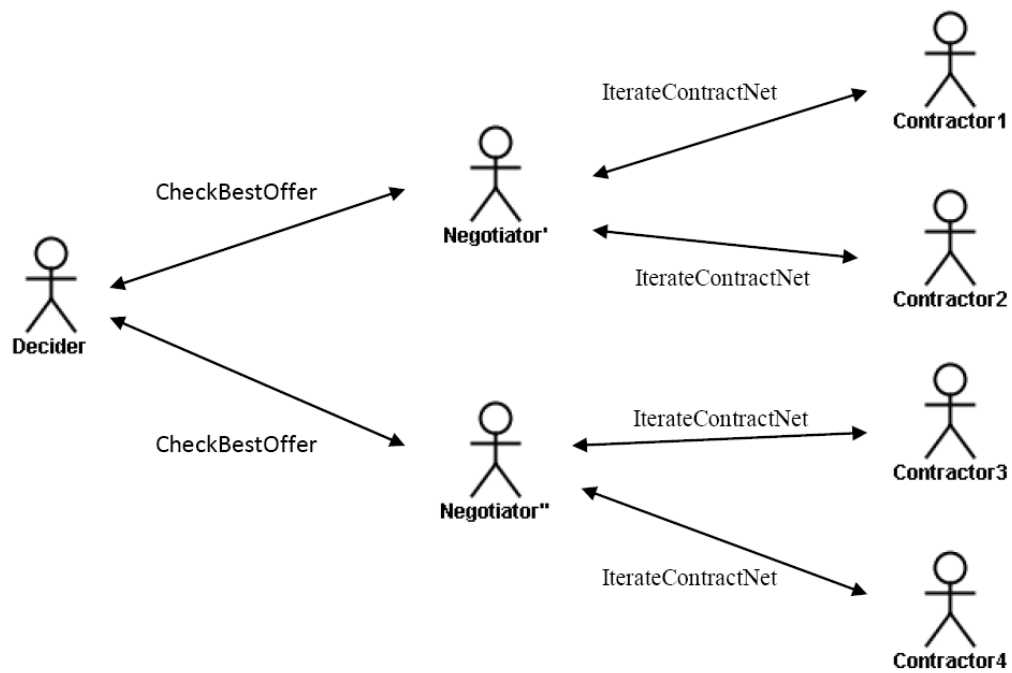 IterateContractNet
Contractor1
CheckBestOffer
Negotiator'
IterateContractNet
Contractor2
Decider
CheckBestOffer
Negotiator"
IterateContractNet
Contractor3
IterateContractNet
Contractor4